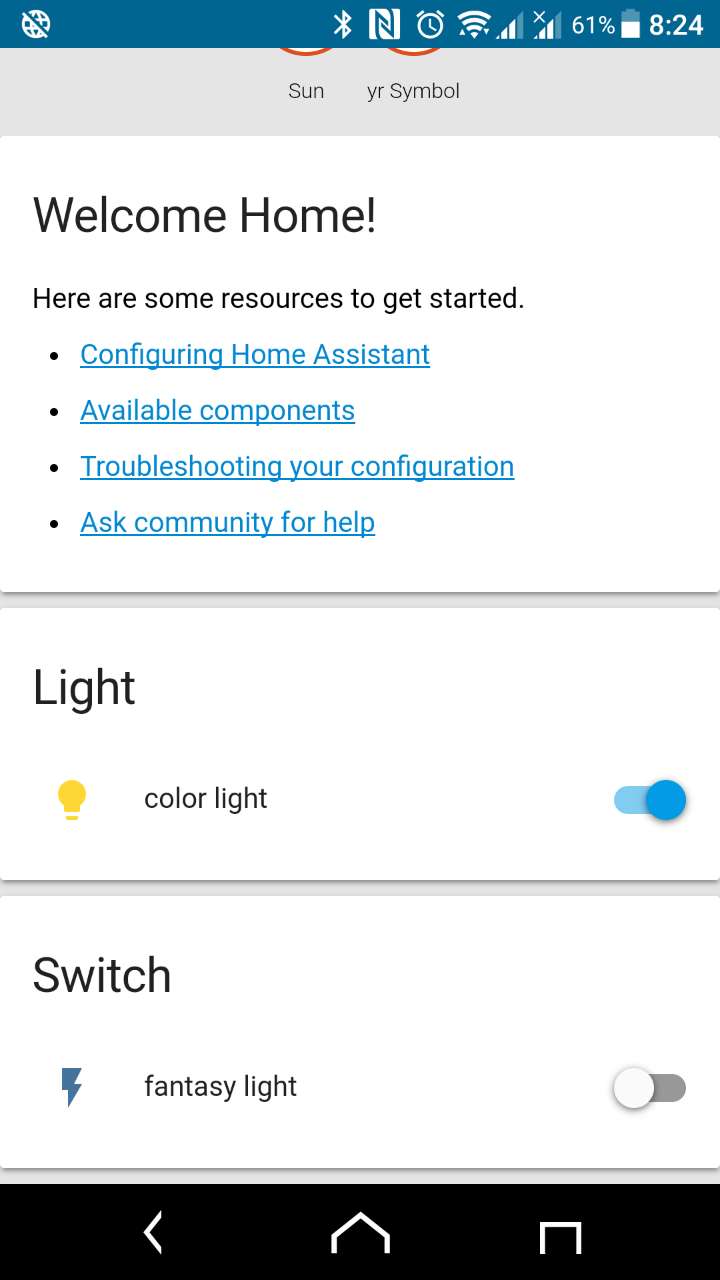 61% 8:24
Sun yr Symbol
Welcome Home!
Here are some resources to get started.
Configuring Home Assistant
Available components
Troubleshooting your configuration
Ask community for help
Light
color light
Switch
fantasy light